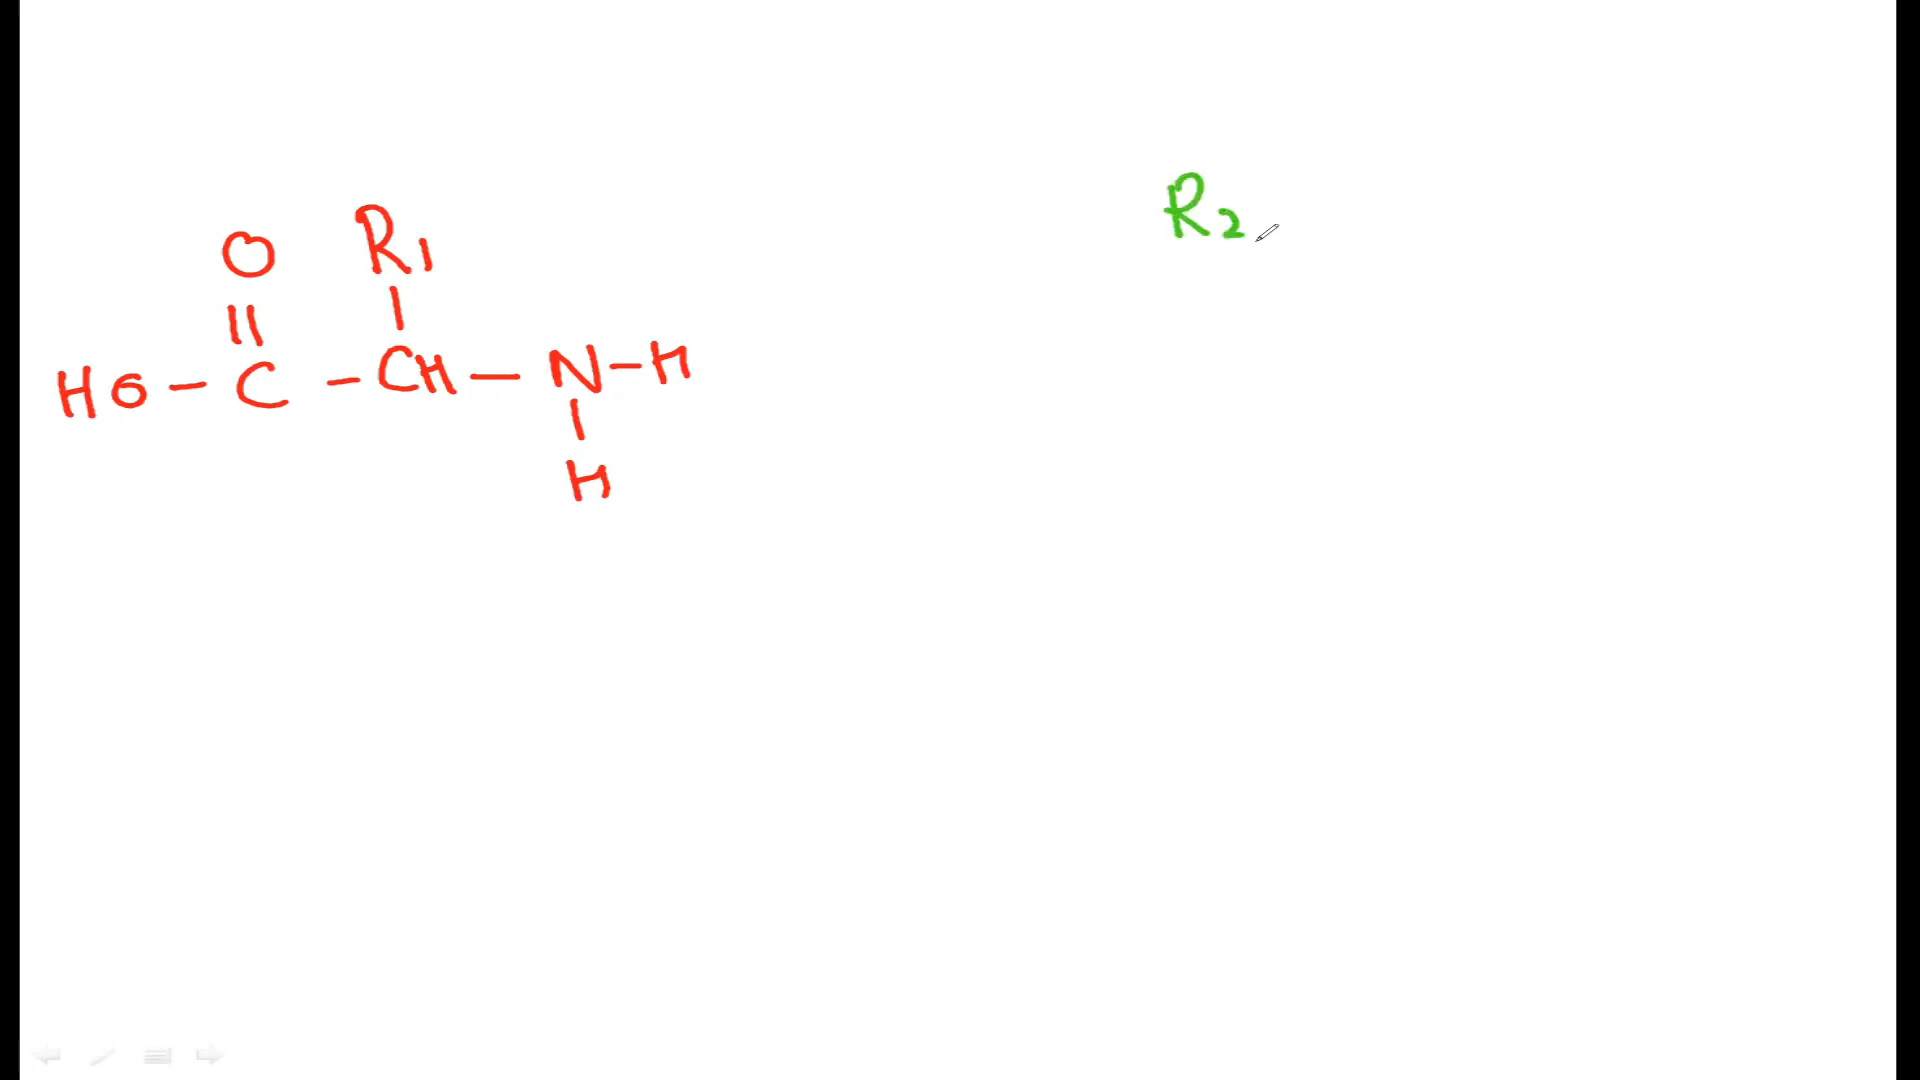 R2
O R1
|| |
HO - C - CH - N - H
|
H